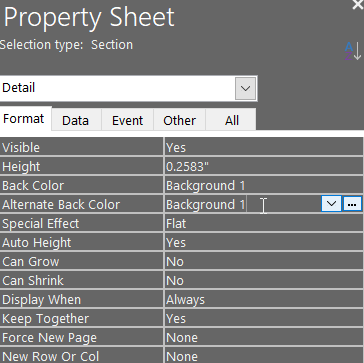 Property Sheet
Selection type: Section
Detail
Format Data Event Other All
Visible Yes
Height 0.2583"
Back Color Background 1
Alternate Back Color Background 1
Special Effect Flat
Auto Height Yes
Can Grow No
Can Shrink No
Display When Always
Keep Together Yes
Force New Page None
New Row Or Col None